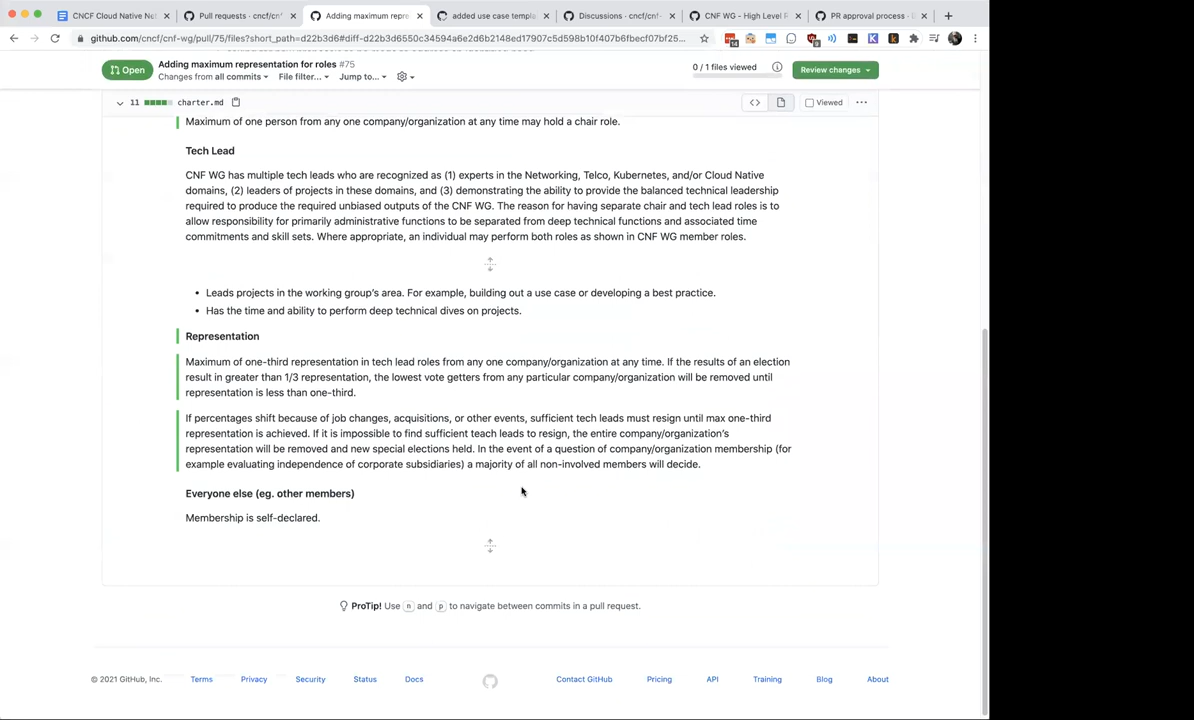 CNCF Cloud Native Ne
Pull requests · cncf/cn
Adding maximum repre
added use case templ
Discussions · cncf/cnf-
CNF WG - High Level P
PR approval process -
github.com/cncf/cnf-wg/pull/75/files?short_path=d22b3d6#diff-d22b3d6550c34594a6e2d6b2148ed17907c5d598b10f407b6fbecf07bf25...
14
9
Open
Adding maximum representation for roles #75
Changes from all commits
File filter...
Jump to...
0 / 1 files viewed
Review changes
11
charter.md
Viewed
Maximum of one person from any one company/organization at any time may hold a chair role.
Tech Lead
CNF WG has multiple tech leads who are recognized as (1) experts in the Networking, Telco, Kubernetes, and/or Cloud Native
domains, (2) leaders of projects in these domains, and (3) demonstrating the ability to provide the balanced technical leadership
required to produce the required unbiased outputs of the CNF WG. The reason for having separate chair and tech lead roles is to
allow responsibility for primarily administrative functions to be separated from deep technical functions and associated time
commitments and skill sets. Where appropriate, an individual may perform both roles as shown in CNF WG member roles.
• Leads projects in the working group's area. For example, building out a use case or developing a best practice.
• Has the time and ability to perform deep technical dives on projects.
Representation
Maximum of one-third representation in tech lead roles from any one company/organization at any time. If the results of an election
result in greater than 1/3 representation, the lowest vote getters from any particular company/organization will be removed until
representation is less than one-third.
If percentages shift because of job changes, acquisitions, or other events, sufficient tech leads must resign until max one-third
representation is achieved. If it is impossible to find sufficient teach leads to resign, the entire company/organization's
representation will be removed and new special elections held. In the event of a question of company/organization membership (for
example evaluating independence of corporate subsidiaries) a majority of all non-involved members will decide.
Everyone else (eg. other members)
Membership is self-declared.
ProTip! Use n and p to navigate between commits in a pull request.
© 2021 GitHub, Inc.
Terms
Privacy
Security
Status
Docs
Contact GitHub
Pricing
API
Training
Blog
About